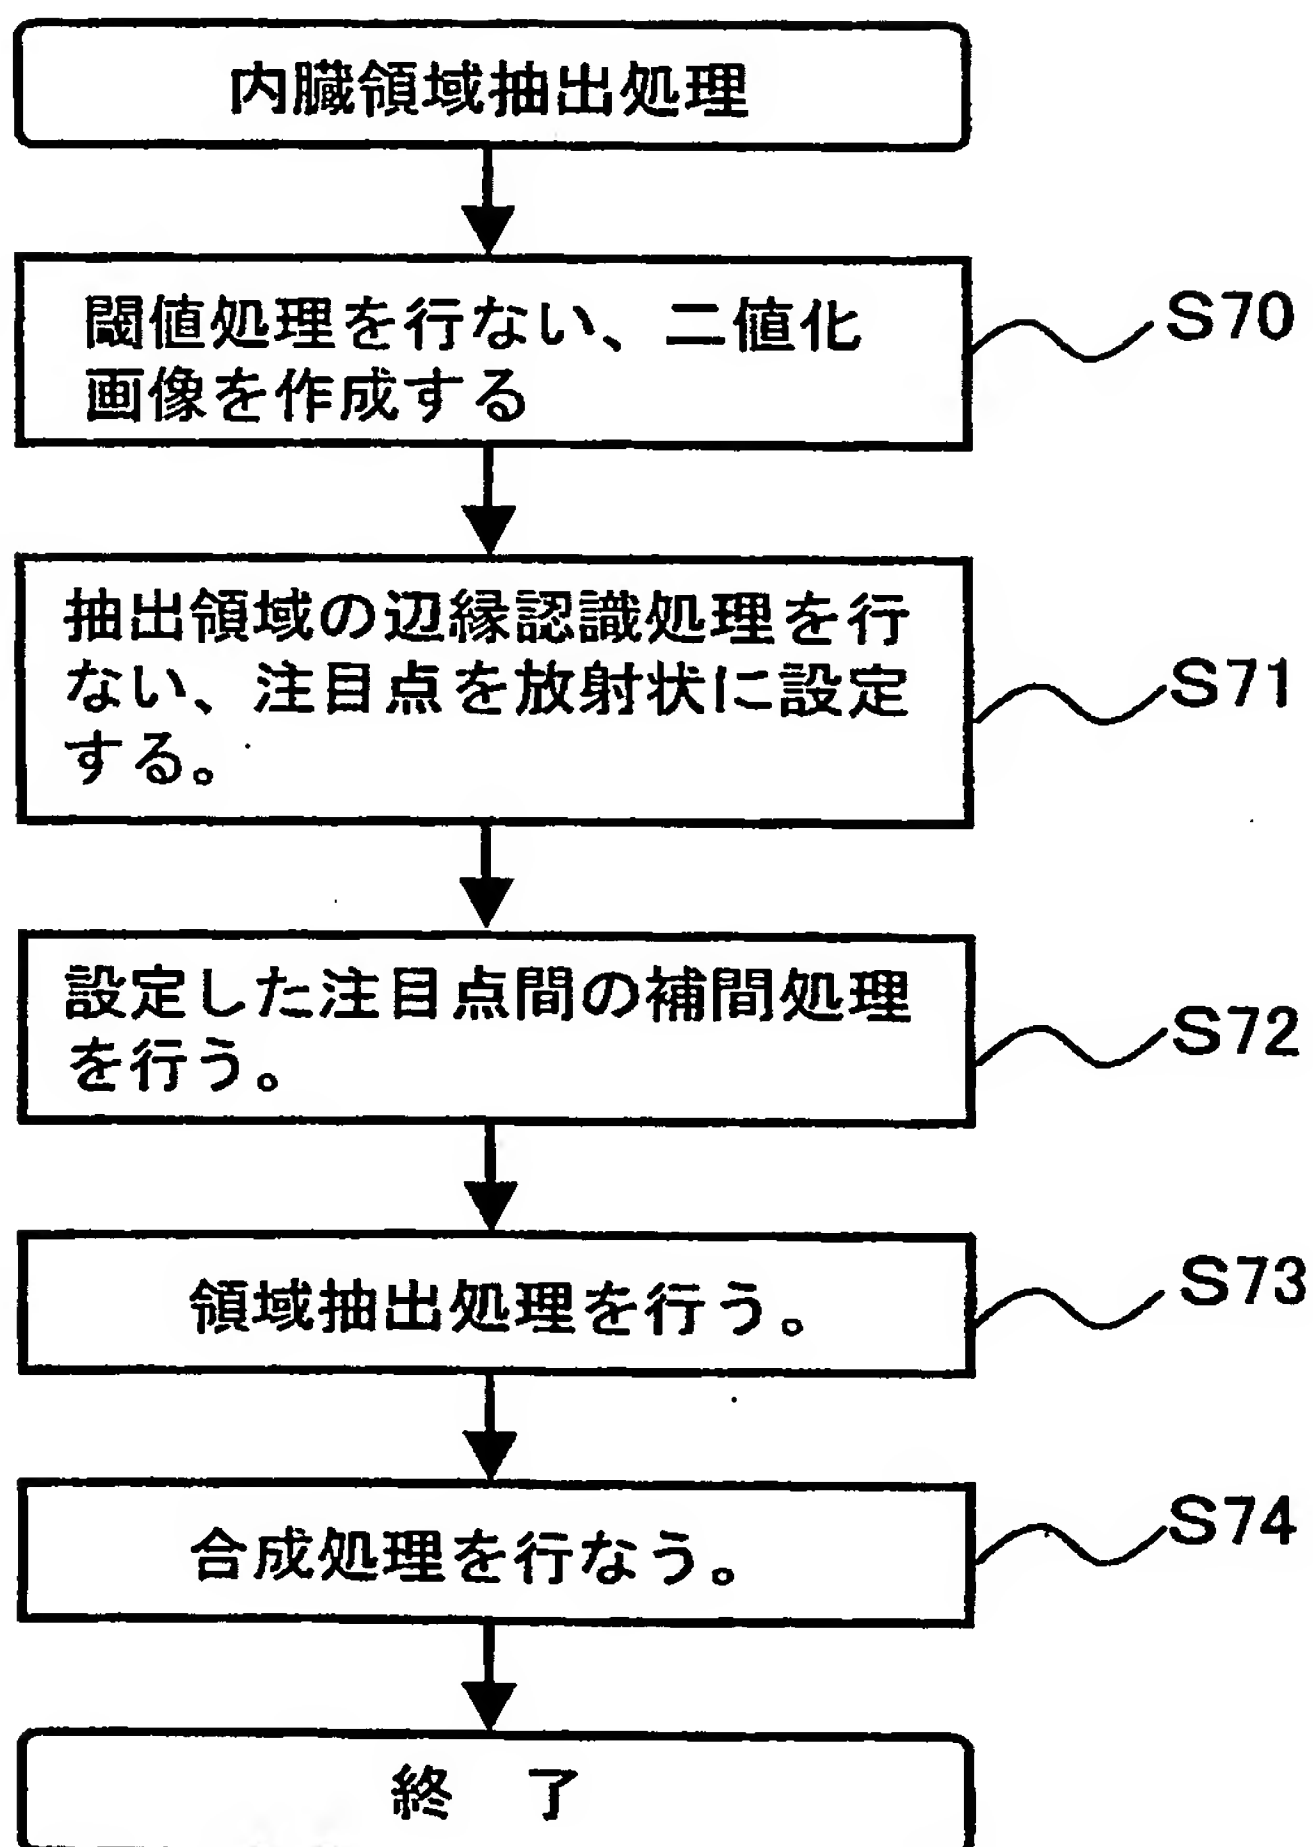 内臓領域抽出処理
閾値処理を行ない、二値化
画像を作成する
S70
抽出領域の辺縁認識処理を行
ない、注目点を放射状に設定
する。
S71
設定した注目点間の補間処理
を行う。
S72
領域抽出処理を行う。
S73
合成処理を行なう。
S74
終　了